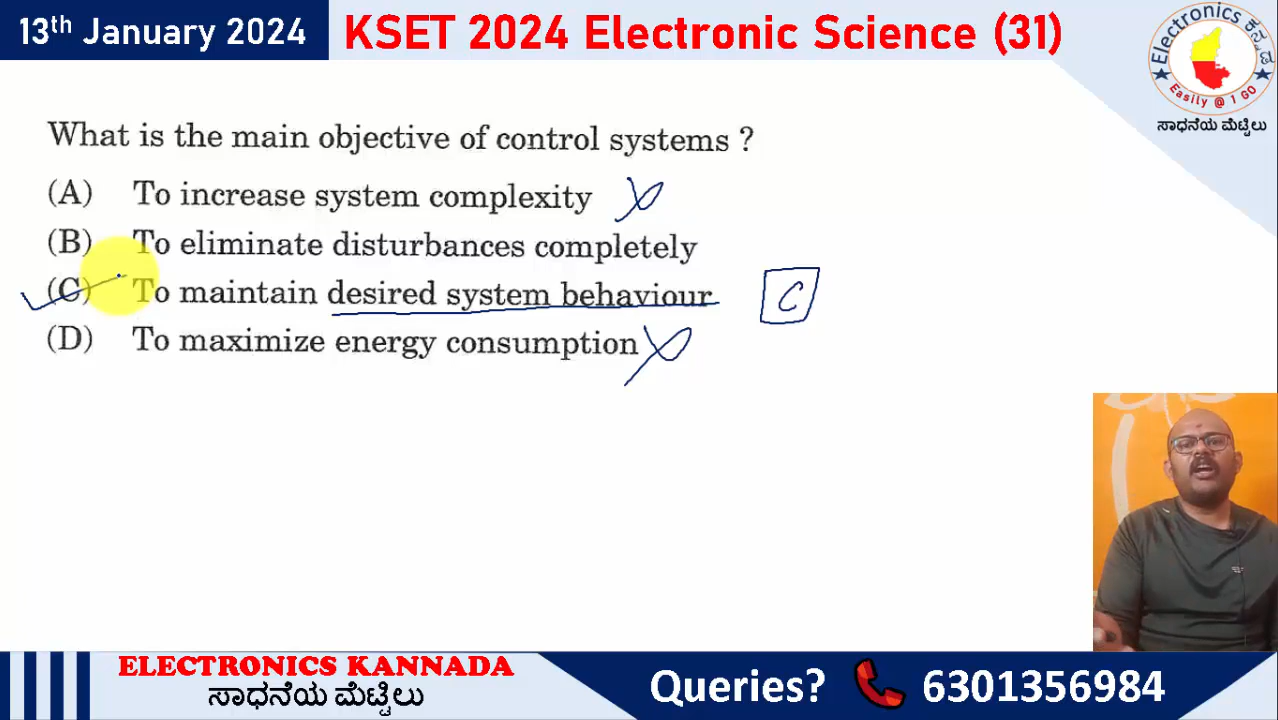 13th January 2024
KSET 2024 Electronic Science (31)
Electronics ಕನ್ನಡ
Easily @ 1 GO
ಸಾಧನೆಯ ಮೆಟ್ಟಿಲು
What is the main objective of control systems ?
(A) To increase system complexity
(B) To eliminate disturbances completely
(C) To maintain desired system behaviour
C
(D) To maximize energy consumption
ELECTRONICS KANNADA
ಸಾಧನೆಯ ಮೆಟ್ಟಿಲು
Queries? 6301356984